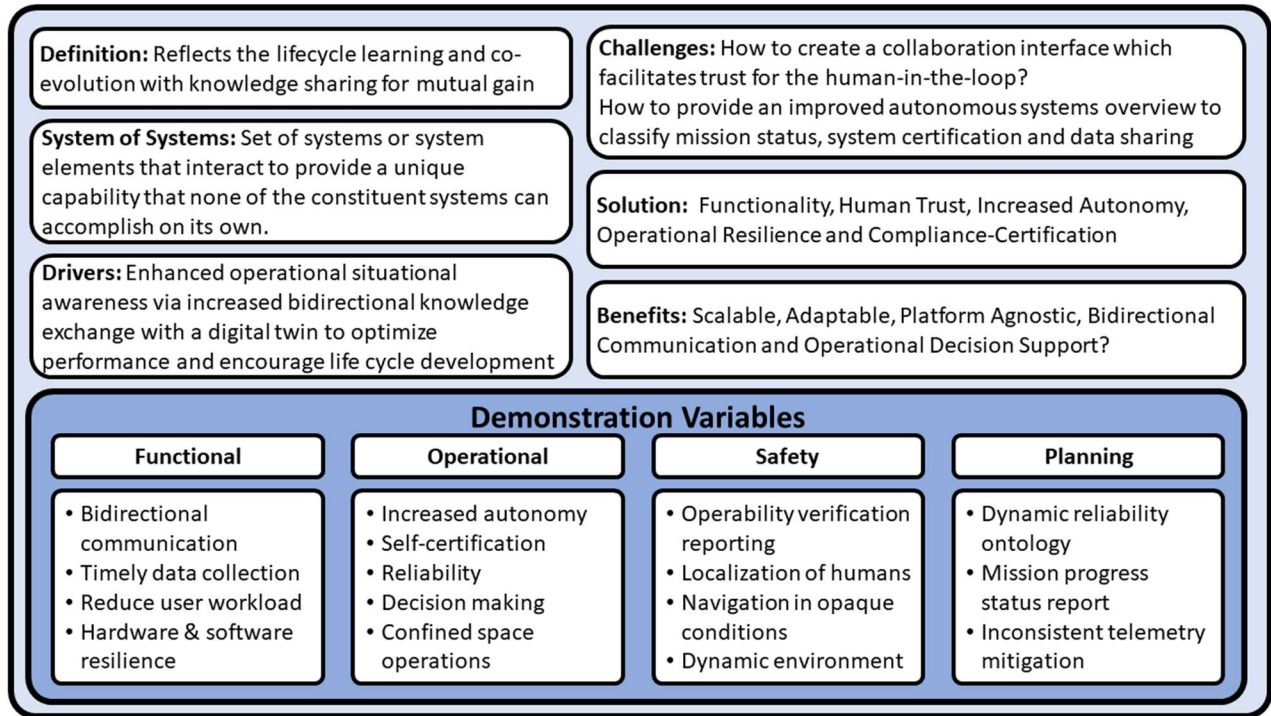 Definition: Reflects the lifecycle learning and co-
evolution with knowledge sharing for mutual gain
System of Systems: Set of systems or system
elements that interact to provide a unique
capability that none of the constituent systems can
accomplish on its own.
Drivers: Enhanced operational situational
awareness via increased bidirectional knowledge
exchange with a digital twin to optimize
performance and encourage life cycle development
Challenges: How to create a collaboration interface which
facilitates trust for the human-in-the-loop?
How to provide an improved autonomous systems overview to
classify mission status, system certification and data sharing
Solution: Functionality, Human Trust, Increased Autonomy,
Operational Resilience and Compliance-Certification
Benefits: Scalable, Adaptable, Platform Agnostic, Bidirectional
Communication and Operational Decision Support?
Demonstration Variables
Functional
• Bidirectional
communication
• Timely data collection
• Reduce user workload
• Hardware & software
resilience
Operational
• Increased autonomy
• Self-certification
• Reliability
• Decision making
• Confined space
operations
Safety
• Operability verification
reporting
• Localization of humans
• Navigation in opaque
conditions
• Dynamic environment
Planning
• Dynamic reliability
ontology
• Mission progress
status report
• Inconsistent telemetry
mitigation